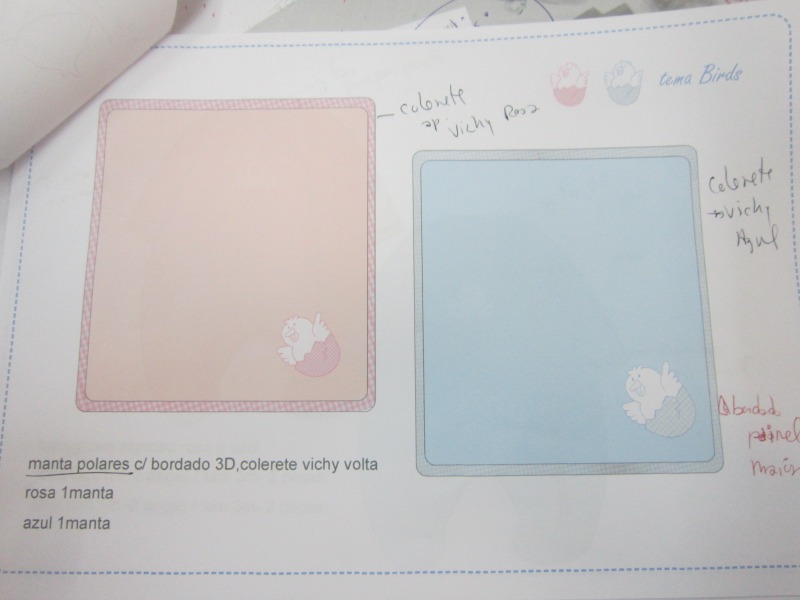 tema Birds
colerete
vichy Rosa
Colerete
→ vichy
Azul
bordado
manta polares c/ bordado 3D,colerete vichy volta
rosa 1manta
azul 1manta